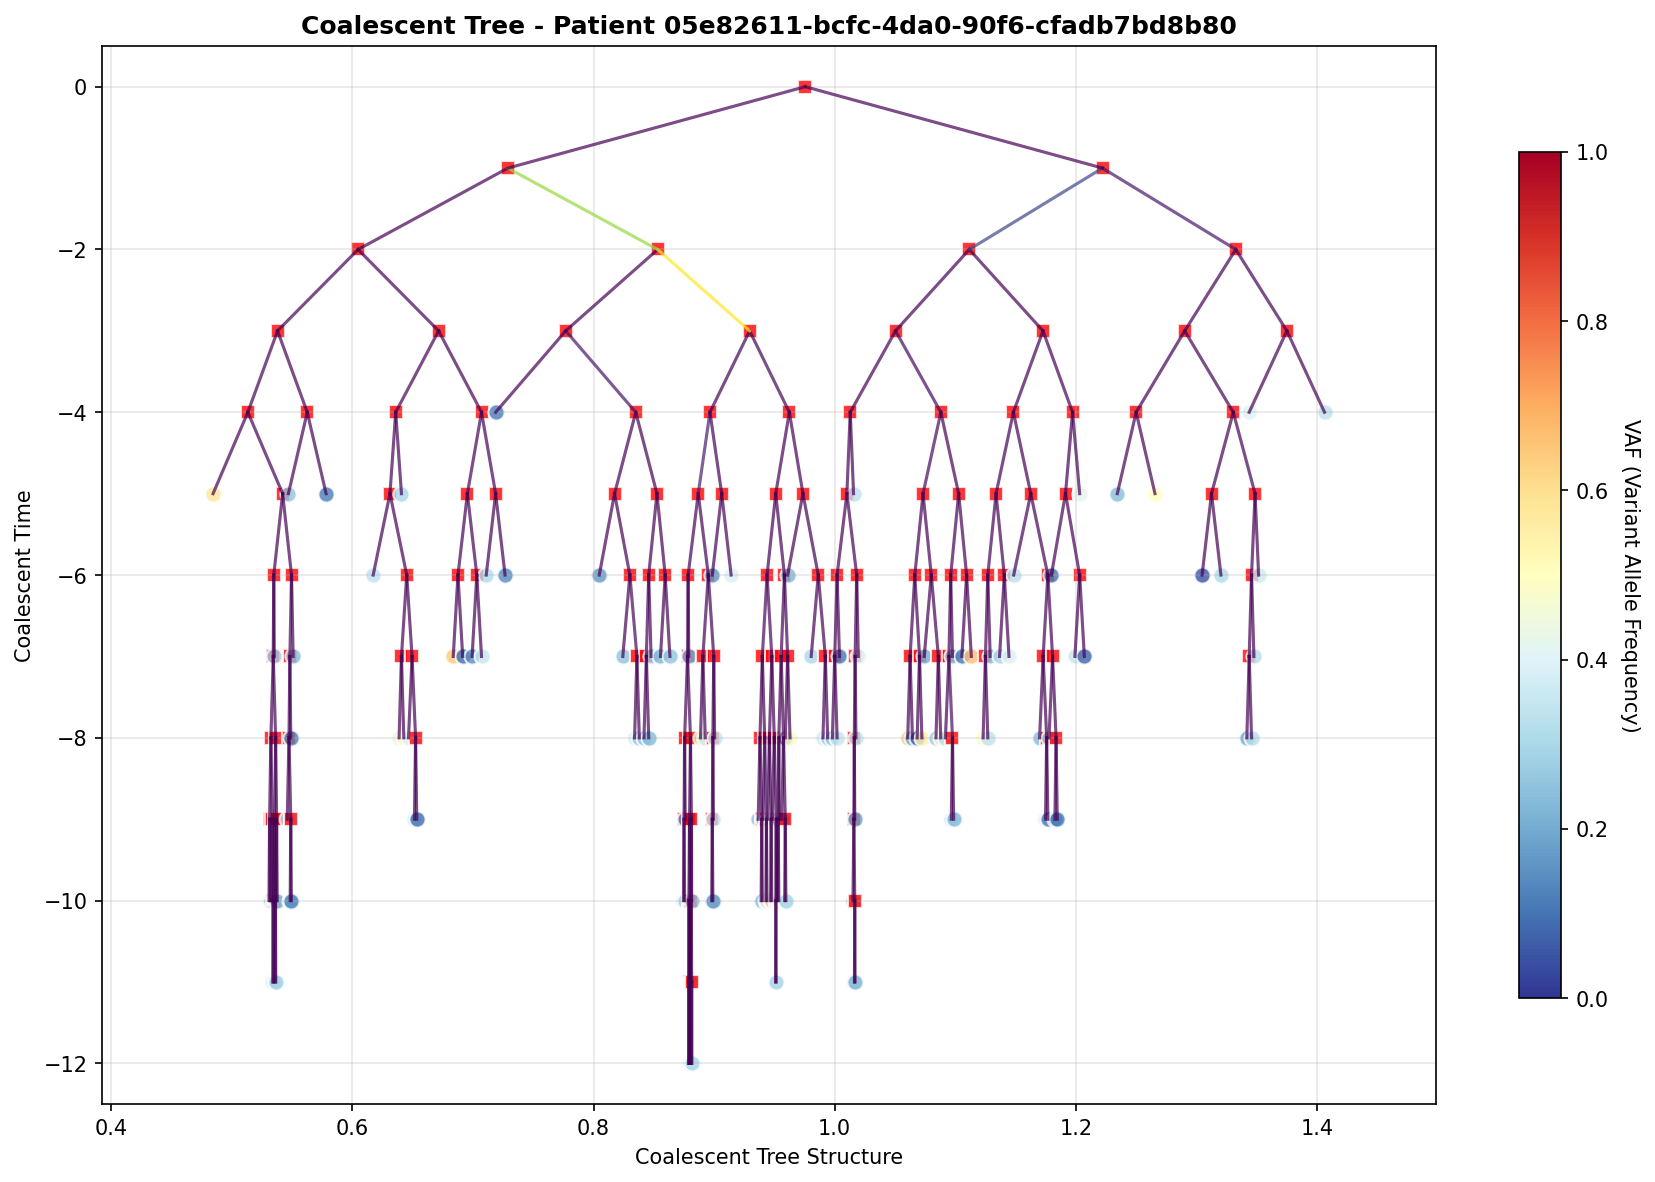 Coalescent Tree - Patient 05e82611-bcfc-4da0-90f6-cfadb7bd8b80
Coalescent Time
0
−2
−4
−6
−8
−10
−12
0.4 0.6 0.8 1.0 1.2 1.4
Coalescent Tree Structure
1.0
0.8
0.6
0.4
0.2
0.0
VAF (Variant Allele Frequency)